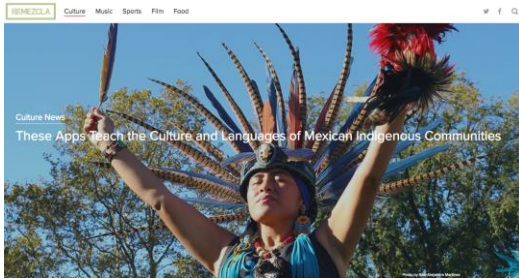 REMEZCLA Culture Music Sports Film Food
Culture News
These Apps Teach the Culture and Languages of Mexican Indigenous Communities